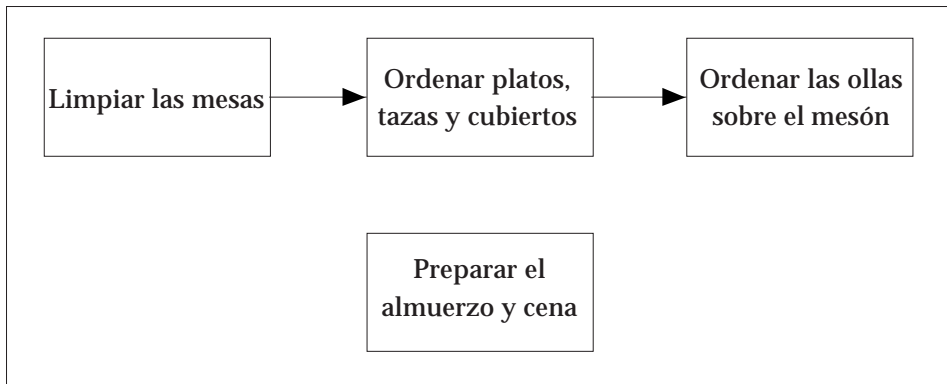 Limpiar las mesas
Ordenar platos,
tazas y cubiertos
Ordenar las ollas
sobre el mesón
Preparar el
almuerzo y cena